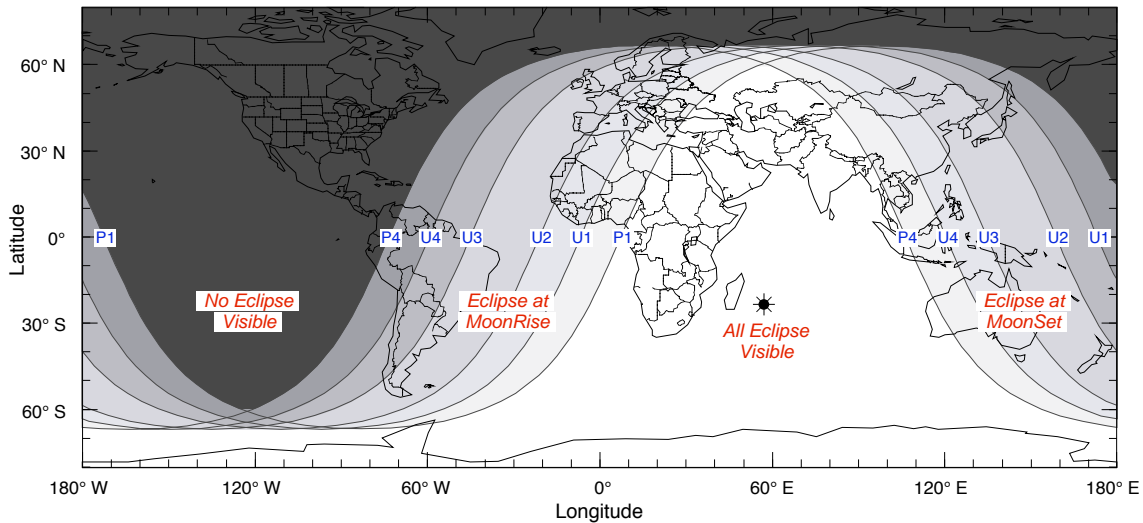 60° N
30° N
0°
30° S
60° S
Latitude
P1
P4
U4
U3
U2
U1
P1
P4
U4
U3
U2
U1
No Eclipse
Visible
Eclipse at
MoonRise
All Eclipse
Visible
Eclipse at
MoonSet
180° W
120° W
60° W
0°
60° E
120° E
180° E
Longitude